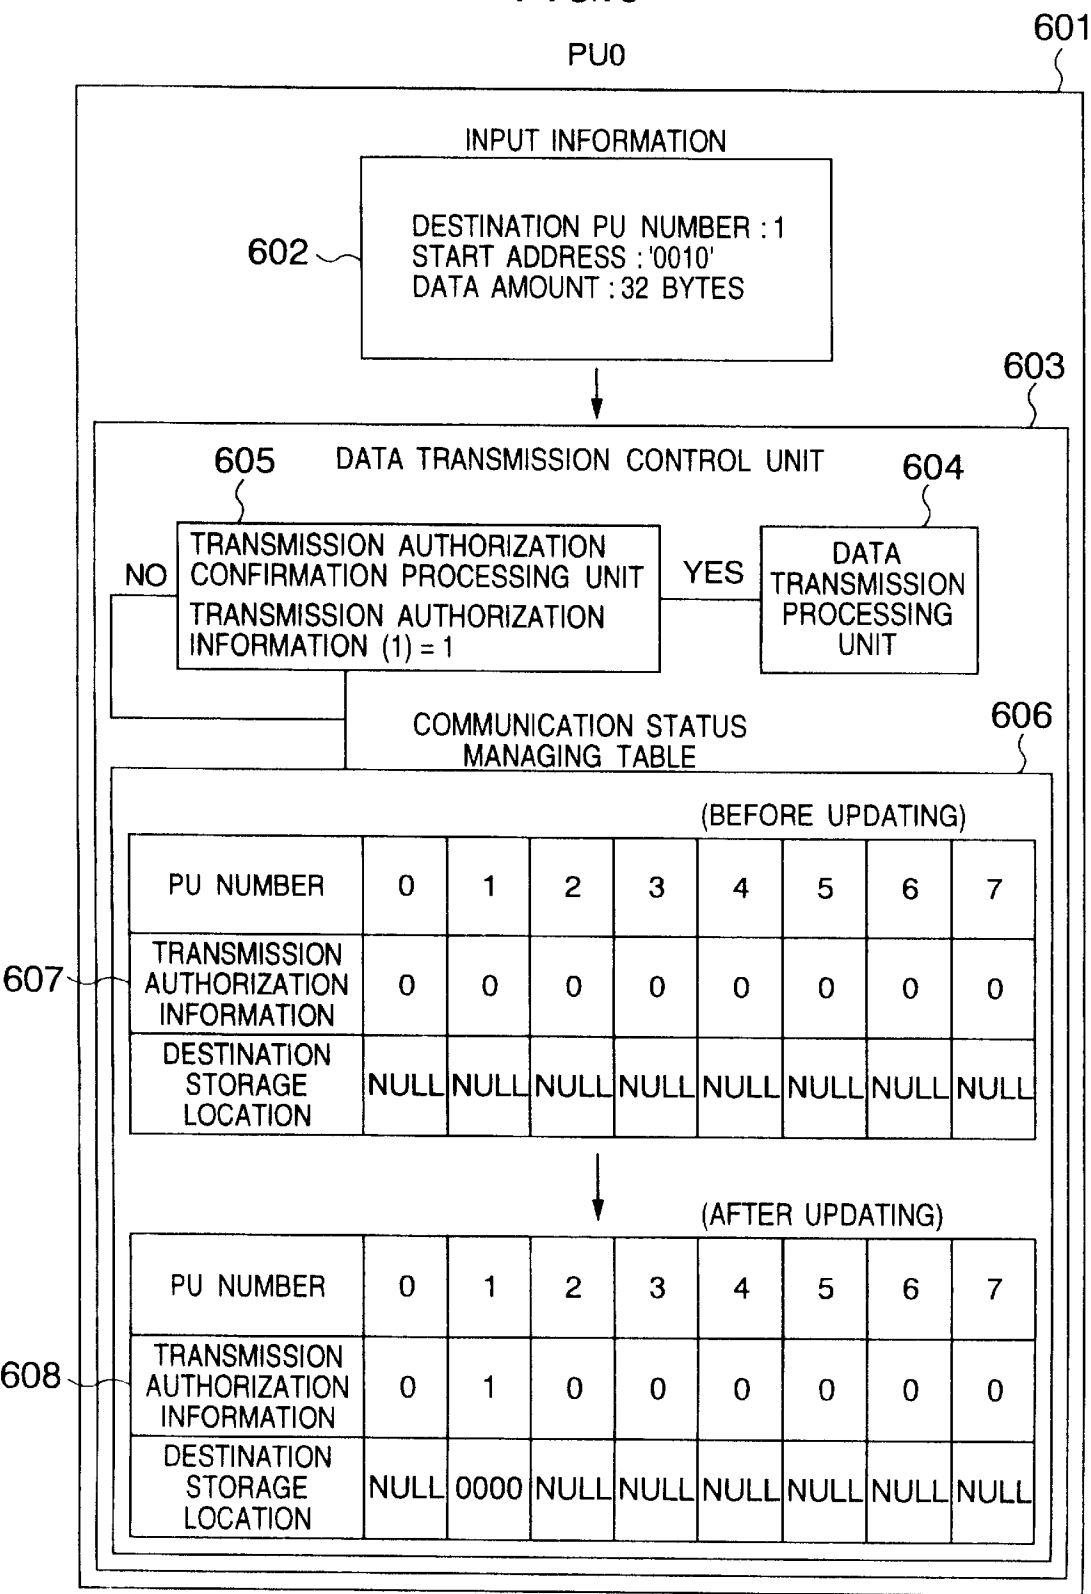 601
PU0
INPUT INFORMATION
602
DESTINATION PU NUMBER : 1
START ADDRESS : '0010'
DATA AMOUNT : 32 BYTES
603
DATA TRANSMISSION CONTROL UNIT
605
604
NO
TRANSMISSION AUTHORIZATION
CONFIRMATION PROCESSING UNIT
TRANSMISSION AUTHORIZATION
INFORMATION (1) = 1
YES
DATA
TRANSMISSION
PROCESSING
UNIT
COMMUNICATION STATUS
MANAGING TABLE
606
(BEFORE UPDATING)
PU NUMBER 0 1 2 3 4 5 6 7
607
TRANSMISSION
AUTHORIZATION
INFORMATION
0 0 0 0 0 0 0 0
DESTINATION
STORAGE
LOCATION
NULL NULL NULL NULL NULL NULL NULL NULL
(AFTER UPDATING)
PU NUMBER 0 1 2 3 4 5 6 7
608
TRANSMISSION
AUTHORIZATION
INFORMATION
0 1 0 0 0 0 0 0
DESTINATION
STORAGE
LOCATION
NULL 0000 NULL NULL NULL NULL NULL NULL